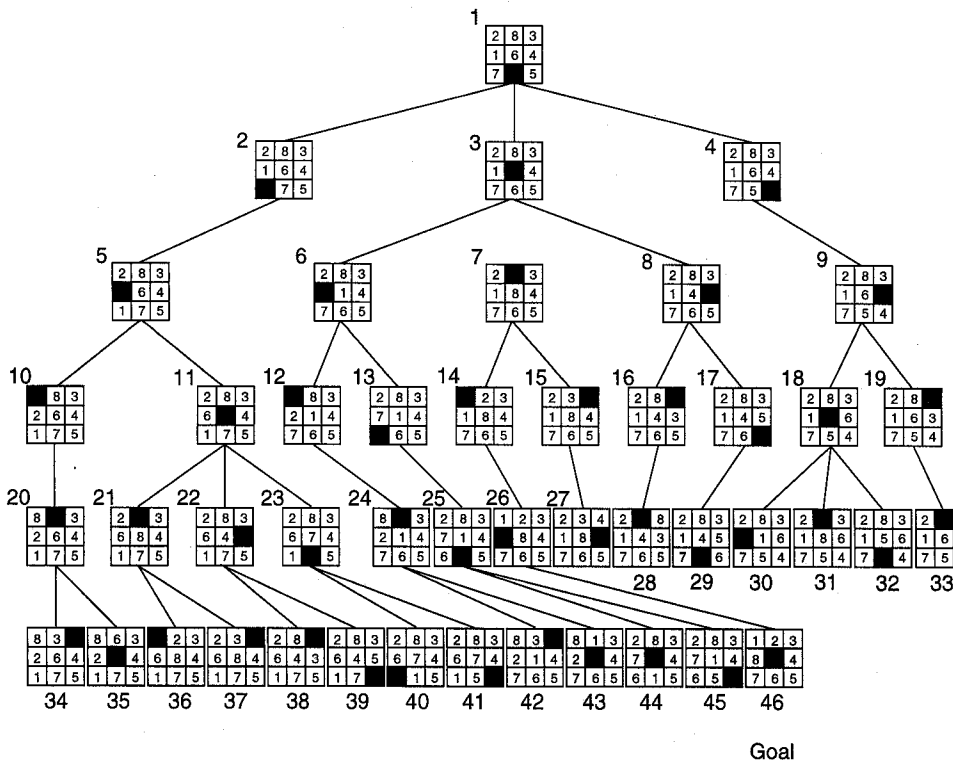 1
2 8 3
1 6 4
7 5
2
2 8 3
1 6 4
7 5
3
2 8 3
1 4
7 6 5
4
2 8 3
1 6 4
7 5
5
2 8 3
6 4
1 7 5
6
2 8 3
1 4
7 6 5
7
2 3
1 8 4
7 6 5
8
2 8 3
1 4
7 6 5
9
2 8 3
1 6
7 5 4
10
8 3
2 6 4
1 7 5
11
2 8 3
6 4
1 7 5
12
8 3
2 1 4
7 6 5
13
2 8 3
7 1 4
6 5
14
2 3
1 8 4
7 6 5
15
2 3
1 8 4
7 6 5
16
2 8
1 4 3
7 6 5
17
2 8 3
1 4 5
7 6
18
2 8 3
1 6
7 5 4
19
2 8
1 6 3
7 5 4
20
8 3
2 6 4
1 7 5
21
2 3
6 8 4
1 7 5
22
2 8 3
6 4
1 7 5
23
2 8 3
6 7 4
1 5
24
8 3
2 1 4
7 6 5
25
2 8 3
7 1 4
6 5
26
1 2 3
8 4
7 6 5
27
2 3 4
1 8
7 6 5
2 8
1 4 3
7 6 5
28
2 8 3
1 4 5
7 6
29
2 8 3
1 6
7 5 4
30
2 3
1 8 6
7 5 4
31
2 8 3
1 5 6
7 4
32
2
1 6
7 5
33
8 3
2 6 4
1 7 5
34
8 6 3
2 4
1 7 5
35
2 3
6 8 4
1 7 5
36
2 3
6 8 4
1 7 5
37
2 8
6 4 3
1 7 5
38
2 8 3
6 4 5
1 7
39
2 8 3
6 7 4
1 5
40
2 8 3
6 7 4
1 5
41
8 3
2 1 4
7 6 5
42
8 1 3
2 4
7 6 5
43
2 8 3
7 4
6 1 5
44
2 8 3
7 1 4
6 5
45
1 2 3
8 4
7 6 5
46
Goal